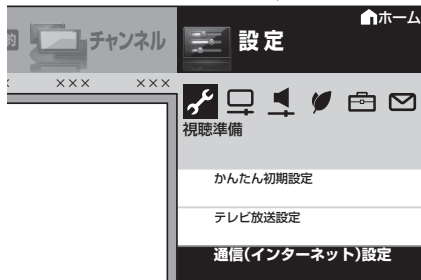 ホーム
的
チャンネル
設定
××× ×××
視聴準備
かんたん初期設定
テレビ放送設定
通信(インターネット)設定